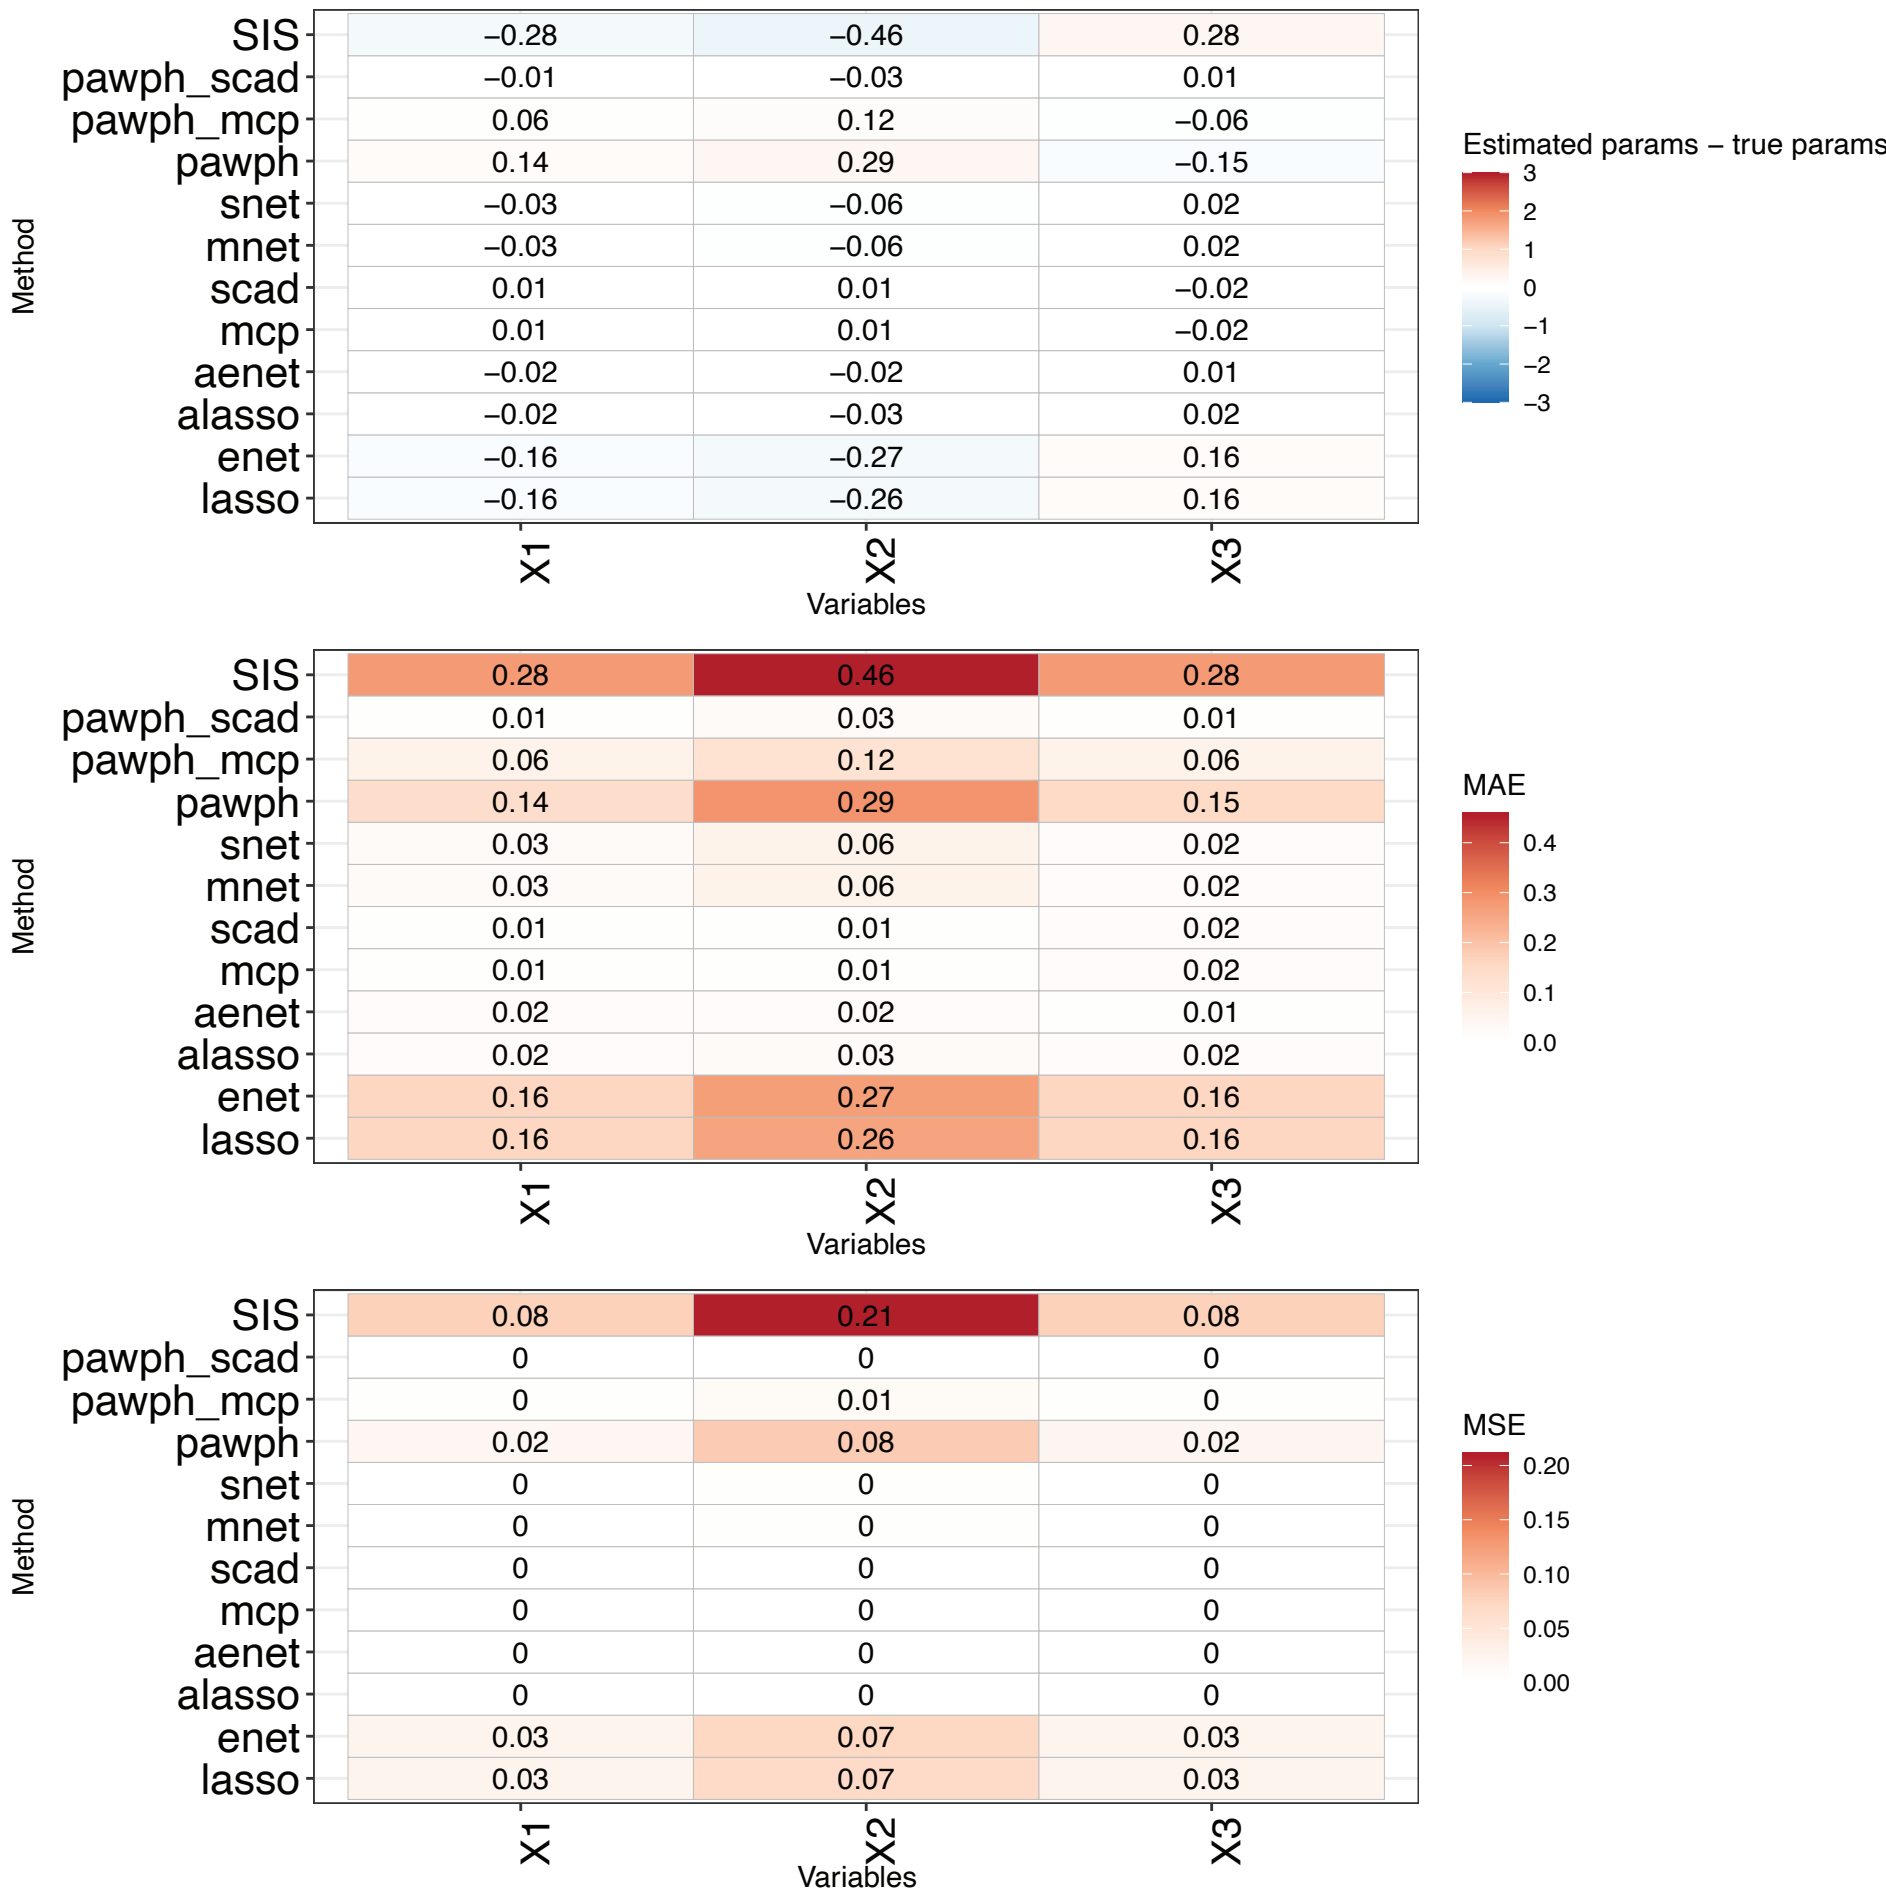 SIS −0.28 −0.46 0.28
pawph_scad −0.01 −0.03 0.01
pawph_mcp 0.06 0.12 −0.06
pawph 0.14 0.29 −0.15
snet −0.03 −0.06 0.02
mnet −0.03 −0.06 0.02
scad 0.01 0.01 −0.02
mcp 0.01 0.01 −0.02
aenet −0.02 −0.02 0.01
alasso −0.02 −0.03 0.02
enet −0.16 −0.27 0.16
lasso −0.16 −0.26 0.16
Method
X1 X2 X3
Variables
Estimated params − true params
3
2
1
0
−1
−2
−3
SIS 0.28 0.46 0.28
pawph_scad 0.01 0.03 0.01
pawph_mcp 0.06 0.12 0.06
pawph 0.14 0.29 0.15
snet 0.03 0.06 0.02
mnet 0.03 0.06 0.02
scad 0.01 0.01 0.02
mcp 0.01 0.01 0.02
aenet 0.02 0.02 0.01
alasso 0.02 0.03 0.02
enet 0.16 0.27 0.16
lasso 0.16 0.26 0.16
Method
X1 X2 X3
Variables
MAE
0.4
0.3
0.2
0.1
0.0
SIS 0.08 0.21 0.08
pawph_scad 0 0 0
pawph_mcp 0 0.01 0
pawph 0.02 0.08 0.02
snet 0 0 0
mnet 0 0 0
scad 0 0 0
mcp 0 0 0
aenet 0 0 0
alasso 0 0 0
enet 0.03 0.07 0.03
lasso 0.03 0.07 0.03
Method
X1 X2 X3
Variables
MSE
0.20
0.15
0.10
0.05
0.00